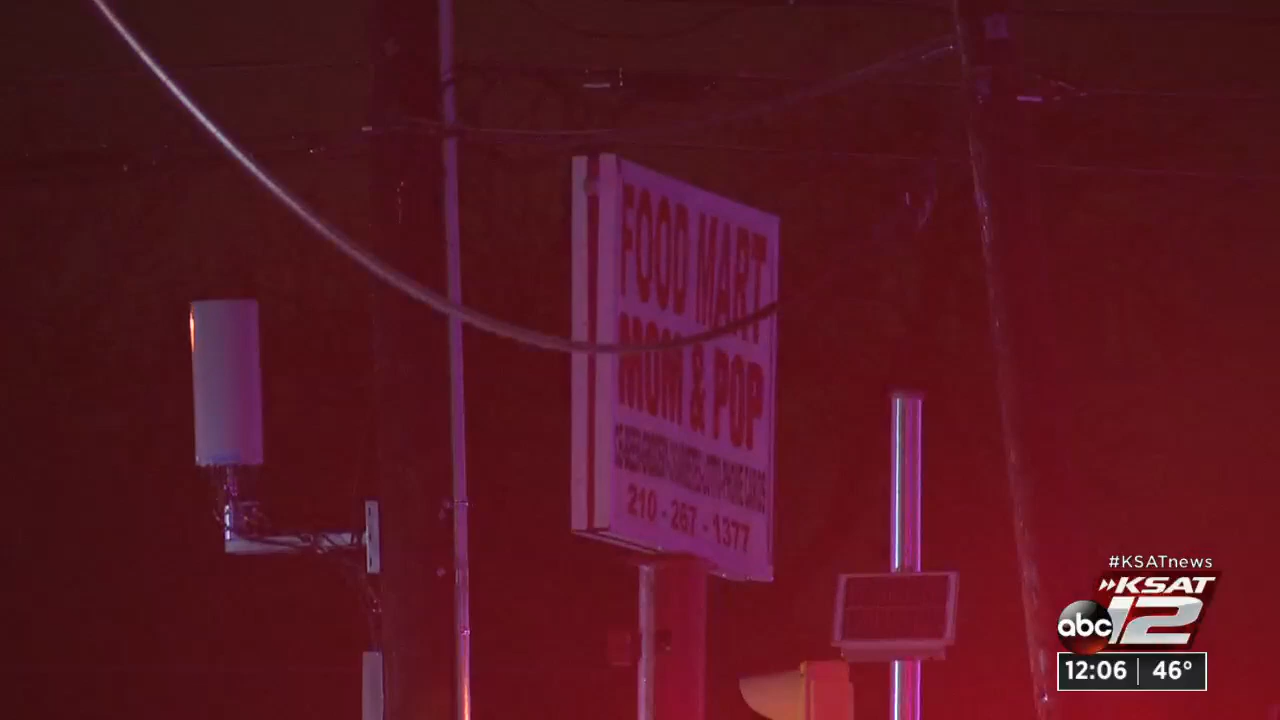 FOOD MART
MOM & POP
210 - 267 - 1377
#KSATnews
KSAT
abc 12
12:06 46°